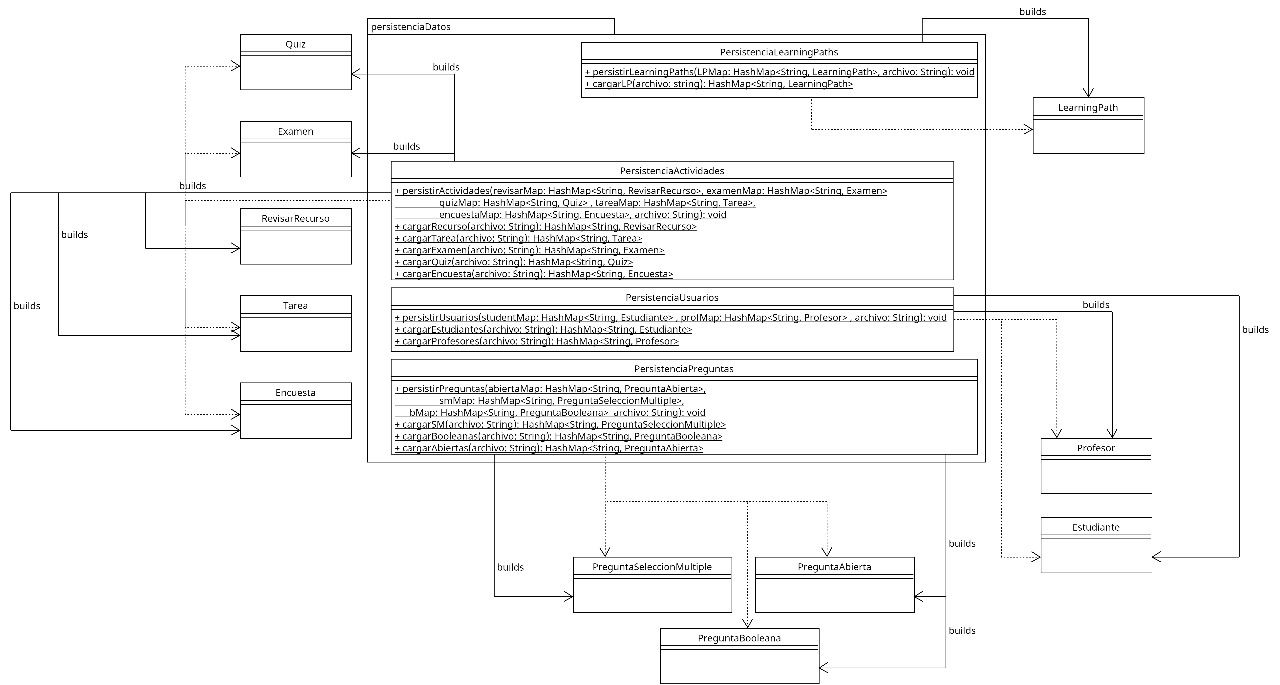 builds
persistenciaDatos
Quiz
PersistenciaLearningPaths
builds
+ persistirLearningPaths(LPMap: HashMap<String, LearningPath>, archivo: String): void
+ cargarLP(archivo: string): HashMap<String, LearningPath>
LearningPath
Examen
builds
PersistenciaActividades
builds
+ persistirActividades(revisarMap: HashMap<String, RevisarRecurso>, examenMap: HashMap<String, Examen>
quizMap: HashMap<String, Quiz> , tareaMap: HashMap<String, Tarea>,
encuestaMap: HashMap<String, Encuesta>, archivo: String): void
+ cargarRecurso(archivo: String): HashMap<String, RevisarRecurso>
+ cargarTarea(archivo: String): HashMap<String, Tarea>
+ cargarExamen(archivo: String): HashMap<String, Examen>
+ cargarQuiz(archivo: String): HashMap<String, Quiz>
+ cargarEncuesta(archivo: String): HashMap<String, Encuesta>
RevisarRecurso
builds
builds
Tarea
PersistenciaUsuarios
+ persistirUsuarios(studentMap: HashMap<String, Estudiante> , profMap: HashMap<String, Profesor> , archivo: String): void
+ cargarEstudiantes(archivo: String): HashMap<String, Estudiante>
+ cargarProfesores(archivo: String): HashMap<String, Profesor>
builds
builds
PersistenciaPreguntas
+ persistirPreguntas(abiertaMap: HashMap<String, PreguntaAbierta>,
smMap: HashMap<String, PreguntaSeleccionMultiple>,
bMap: HashMap<String, PreguntaBooleana> archivo: String): void
+ cargarSM(archivo: String): HashMap<String, PreguntaSeleccionMultiple>
+ cargarBooleanas(archivo: String): HashMap<String, PreguntaBooleana>
+ cargarAbiertas(archivo: String): HashMap<String, PreguntaAbierta>
Encuesta
Profesor
Estudiante
builds
builds
PreguntaSeleccionMultiple
PreguntaAbierta
builds
PreguntaBooleana